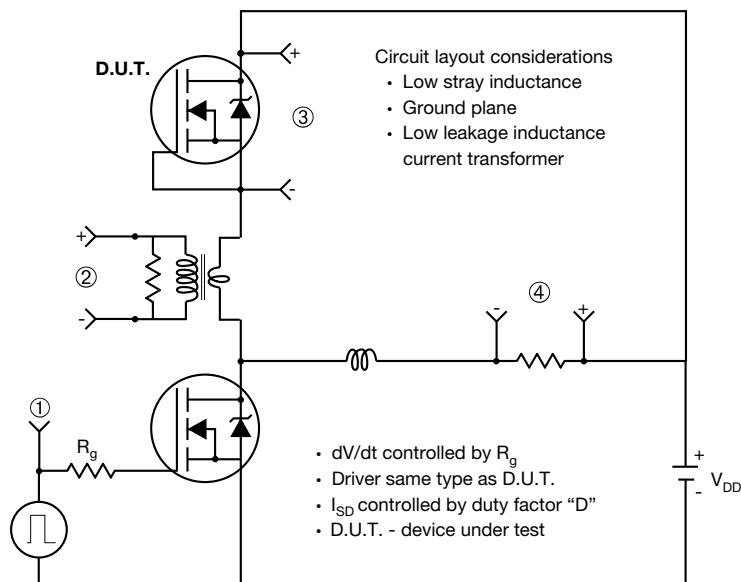 D.U.T.
+
Circuit layout considerations
• Low stray inductance
③
• Ground plane
• Low leakage inductance
current transformer
-
+
②
-
④
- +
①
R_g
• dV/dt controlled by R_g
• Driver same type as D.U.T.
• I_SD controlled by duty factor “D”
• D.U.T. - device under test
+
V_DD
-